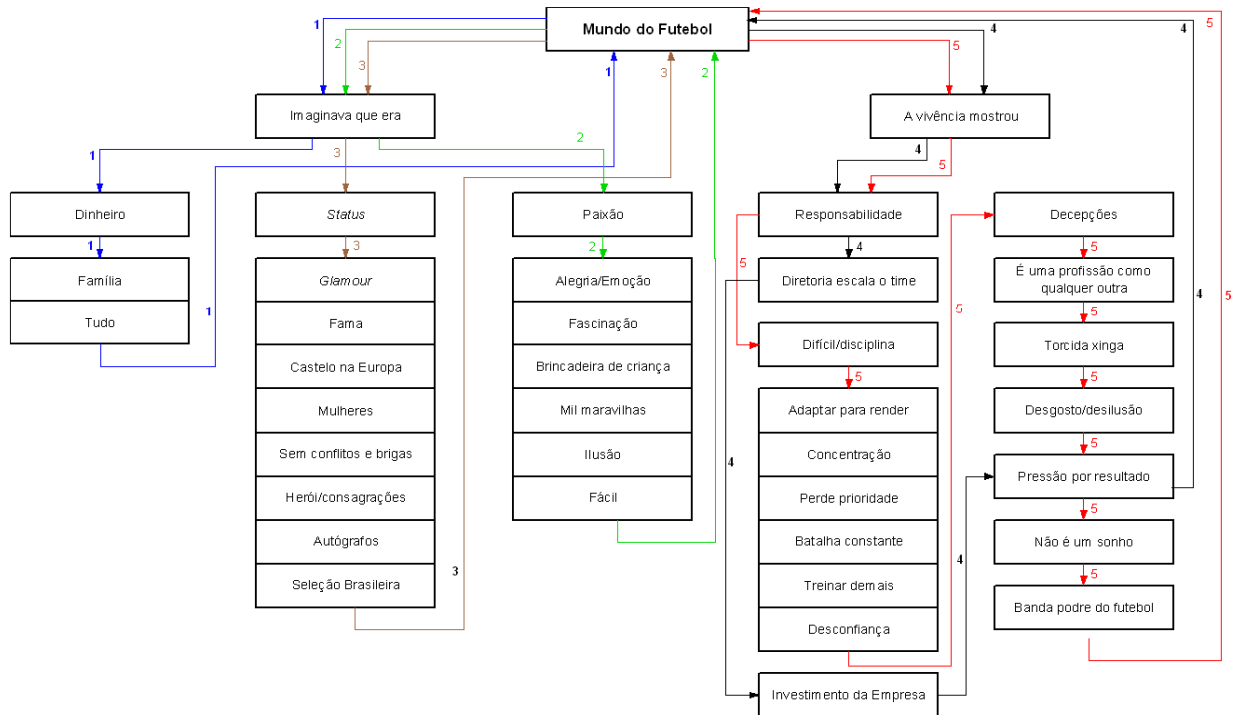 Mundo do Futebol
1
2
3
1
3
2
5
4
5
4
Imaginava que era
A vivência mostrou
1
3
2
4
5
Dinheiro
Status
Paixão
Responsabilidade
Decepções
1
3
2
4
5
5
Família
Tudo
1
Glamour
Fama
Castelo na Europa
Mulheres
Sem conflitos e brigas
Herói/consagrações
Autógrafos
Seleção Brasileira
3
Alegria/Emoção
Fascinação
Brincadeira de criança
Mil maravilhas
Ilusão
Fácil
Diretoria escala o time
Difícil/disciplina
5
Adaptar para render
Concentração
Perde prioridade
Batalha constante
Treinar demais
Desconfiança
4
Investimento da Empresa
4
5
É uma profissão como
qualquer outra
5
Torcida xinga
5
Desgosto/desilusão
5
Pressão por resultado
5
Não é um sonho
5
Banda podre do futebol
4
5